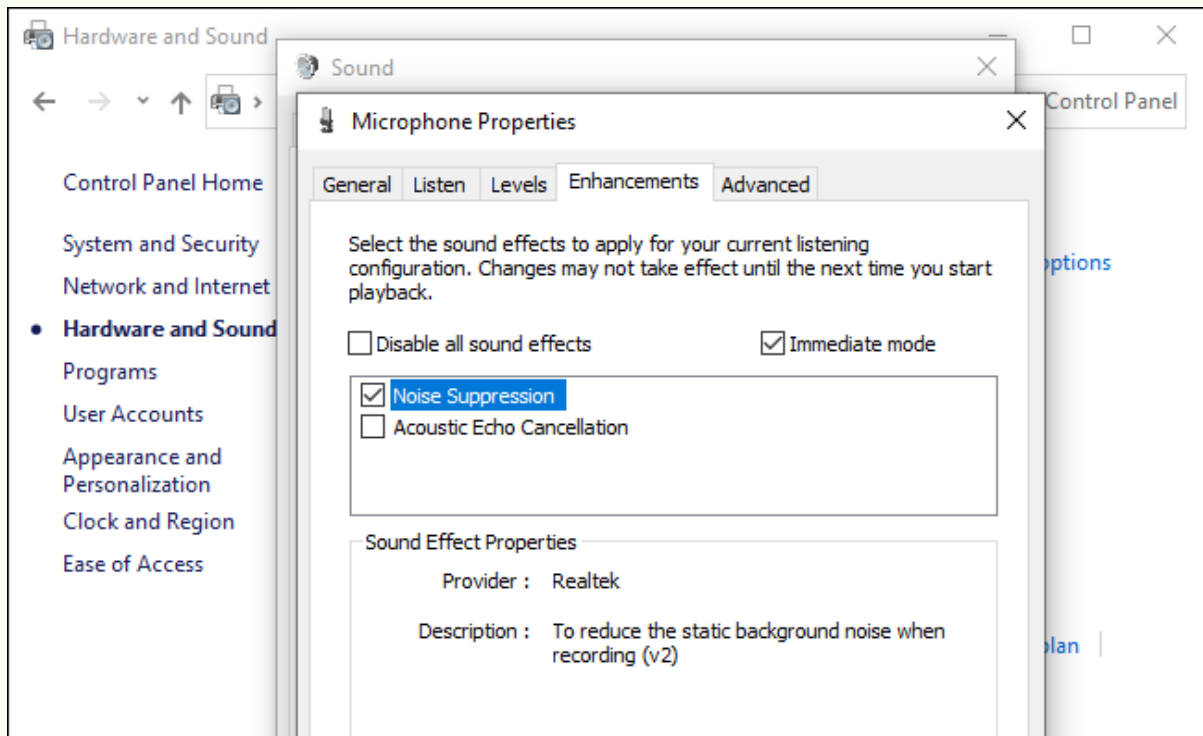 Hardware and Sound
Sound
Control Panel
Microphone Properties
General Listen Levels Enhancements Advanced
Control Panel Home
System and Security
Network and Internet
Hardware and Sound
Programs
User Accounts
Appearance and
Personalization
Clock and Region
Ease of Access
Select the sound effects to apply for your current listening
configuration. Changes may not take effect until the next time you start
playback.
Disable all sound effects Immediate mode
Noise Suppression
Acoustic Echo Cancellation
Sound Effect Properties
Provider : Realtek
Description : To reduce the static background noise when
recording (v2)
options
plan